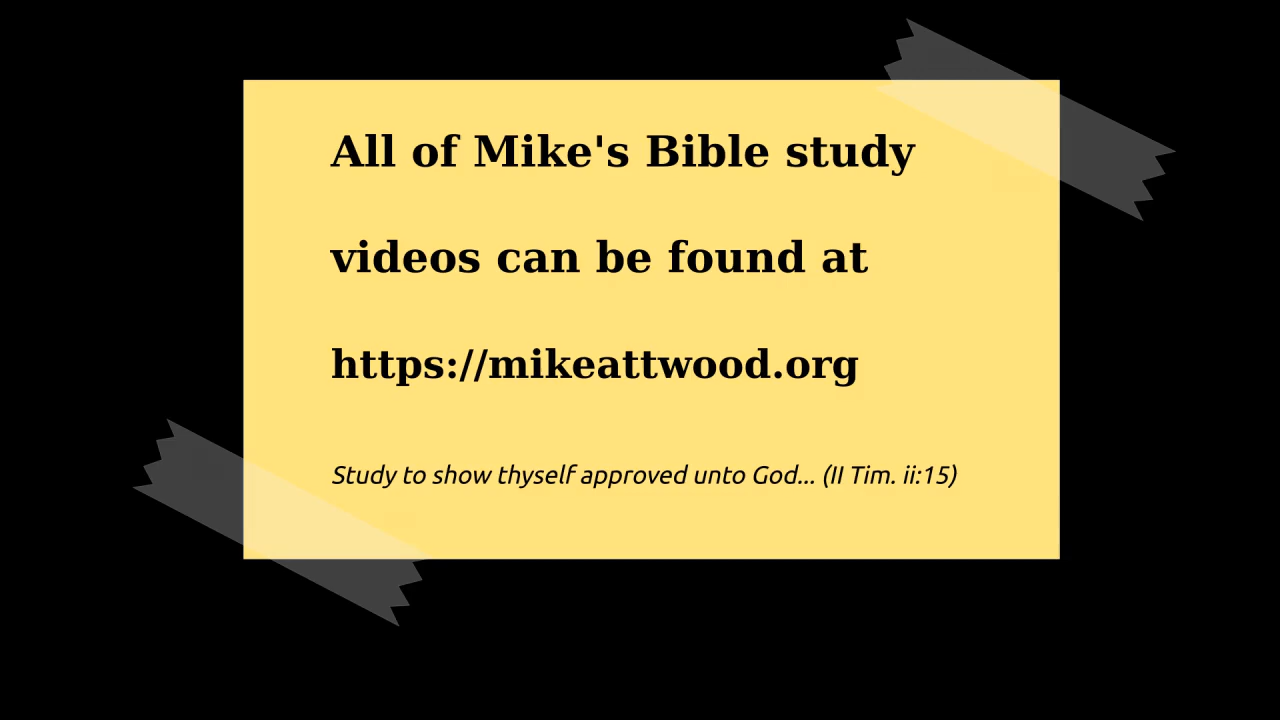 All of Mike's Bible study
videos can be found at
https://mikeattwood.org
Study to show thyself approved unto God... (II Tim. ii:15)